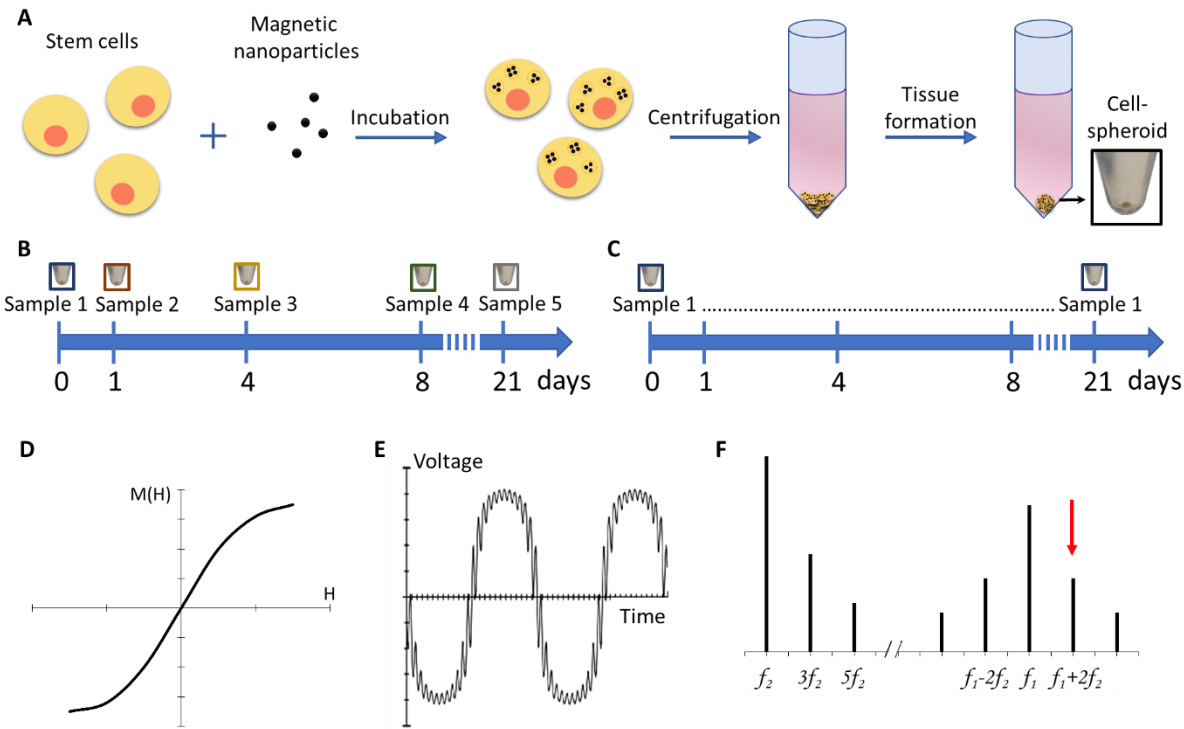 A
Stem cells
Magnetic
nanoparticles
Incubation
Centrifugation
Tissue
formation
Cell-
spheroid
B
Sample 1 Sample 2 Sample 3 Sample 4 Sample 5
0 1 4 8 21 days
C
Sample 1 Sample 1
0 1 4 8 21 days
D
M(H)
H
E
Voltage
Time
F
f₂ 3f₂ 5f₂ f₁-2f₂ f₁ f₁+2f₂